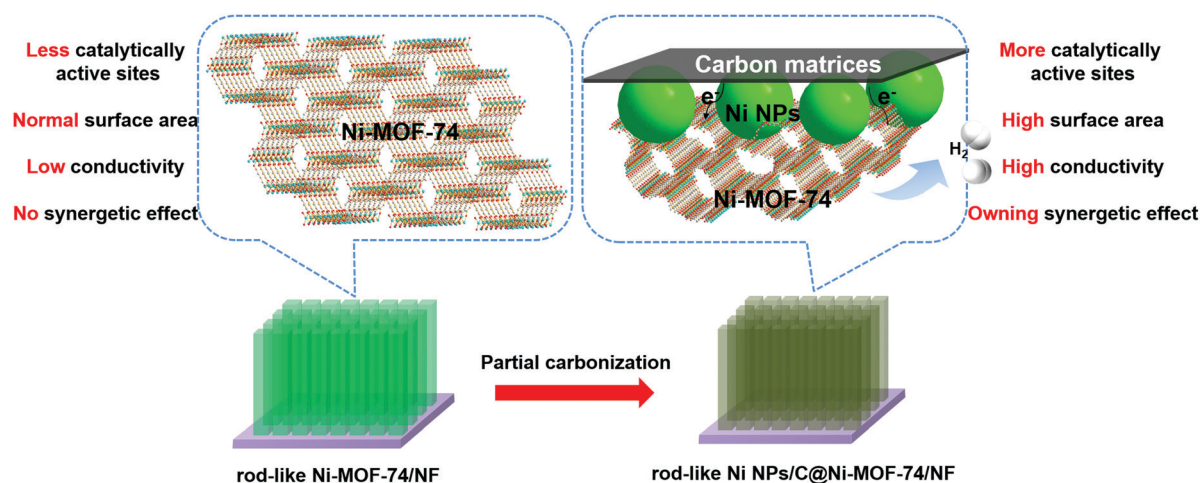 Less catalytically
active sites
Normal surface area
Low conductivity
No synergetic effect
Ni-MOF-74
Carbon matrices
e-
Ni NPs
e-
Ni-MOF-74
H2
More catalytically
active sites
High surface area
High conductivity
Owning synergetic effect
Partial carbonization
rod-like Ni-MOF-74/NF
rod-like Ni NPs/C@Ni-MOF-74/NF